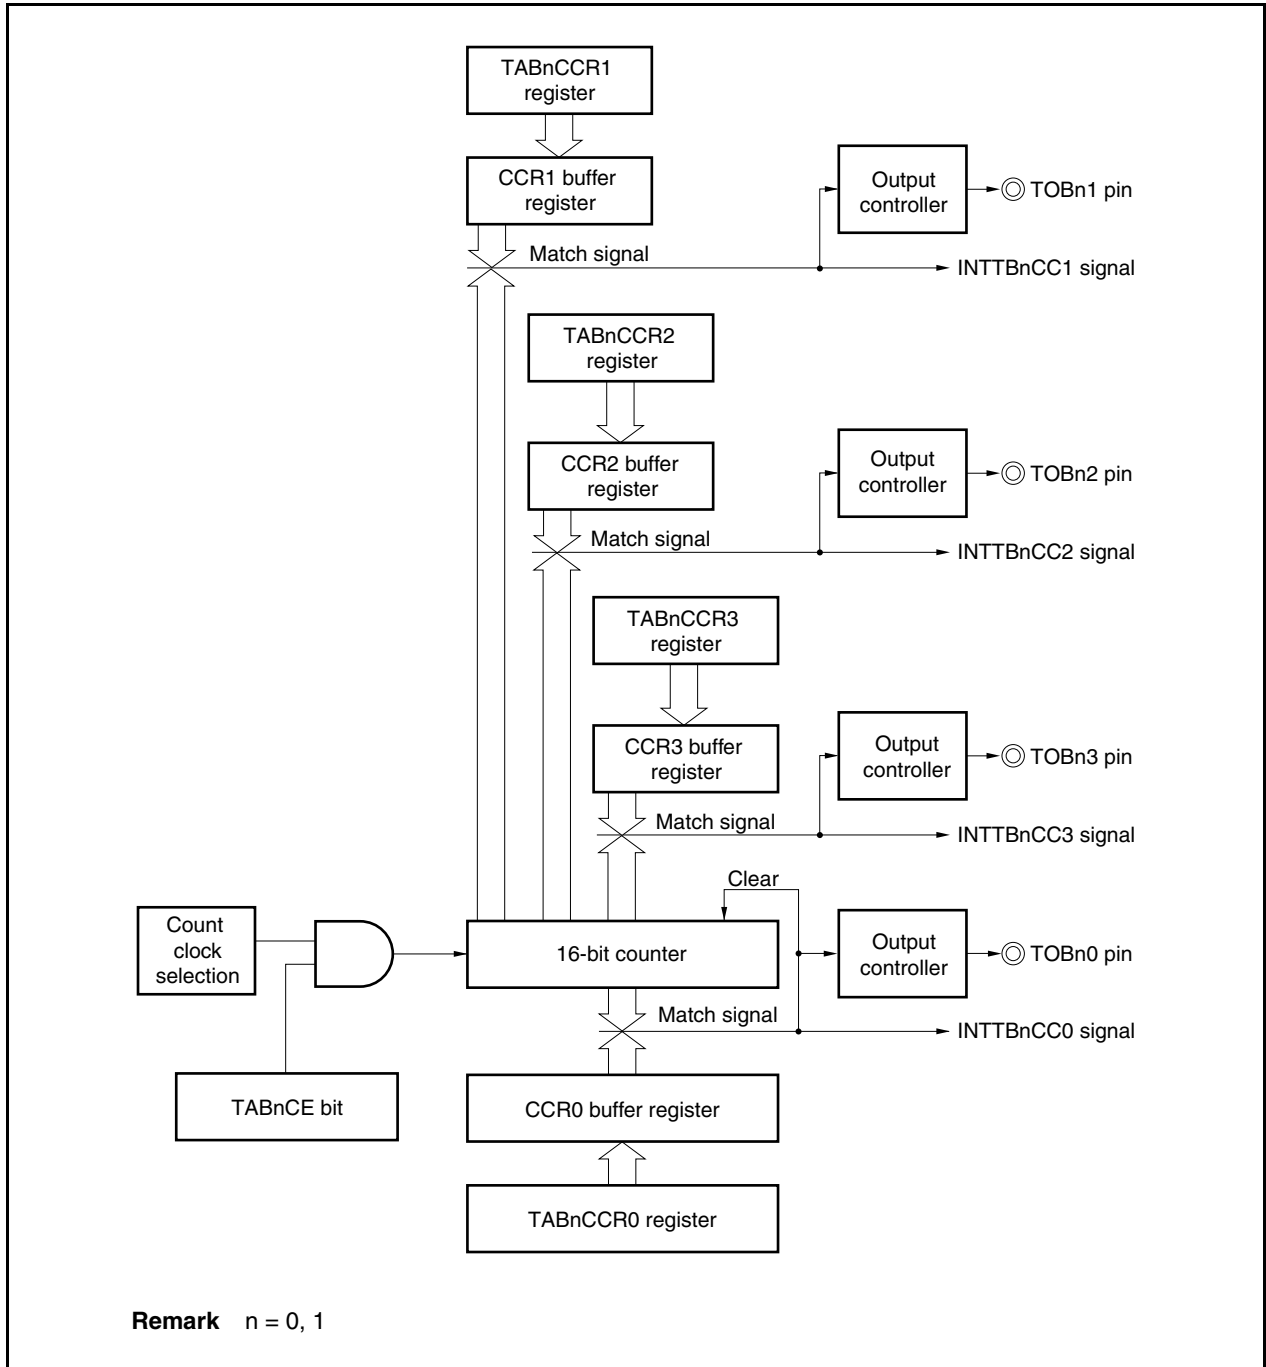 TABnCCR1
register
CCR1 buffer
register
Output
controller
TOBn1 pin
Match signal
INTTBnCC1 signal
TABnCCR2
register
CCR2 buffer
register
Output
controller
TOBn2 pin
Match signal
INTTBnCC2 signal
TABnCCR3
register
CCR3 buffer
register
Output
controller
TOBn3 pin
Match signal
INTTBnCC3 signal
Clear
Count
clock
selection
16-bit counter
Output
controller
TOBn0 pin
Match signal
INTTBnCC0 signal
TABnCE bit
CCR0 buffer register
TABnCCR0 register
Remark n = 0, 1